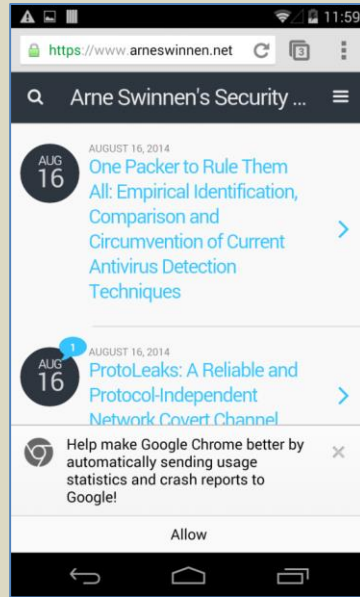 11:59
https://www.arneswinnen.net
3
Arne Swinnen's Security ...
AUG
16
AUGUST 16, 2014
One Packer to Rule Them
All: Empirical Identification,
Comparison and
Circumvention of Current
Antivirus Detection
Techniques
1
AUG
16
AUGUST 16, 2014
ProtoLeaks: A Reliable and
Protocol-Independent
Network Covert Channel
Help make Google Chrome better by
automatically sending usage
statistics and crash reports to
Google!
Allow